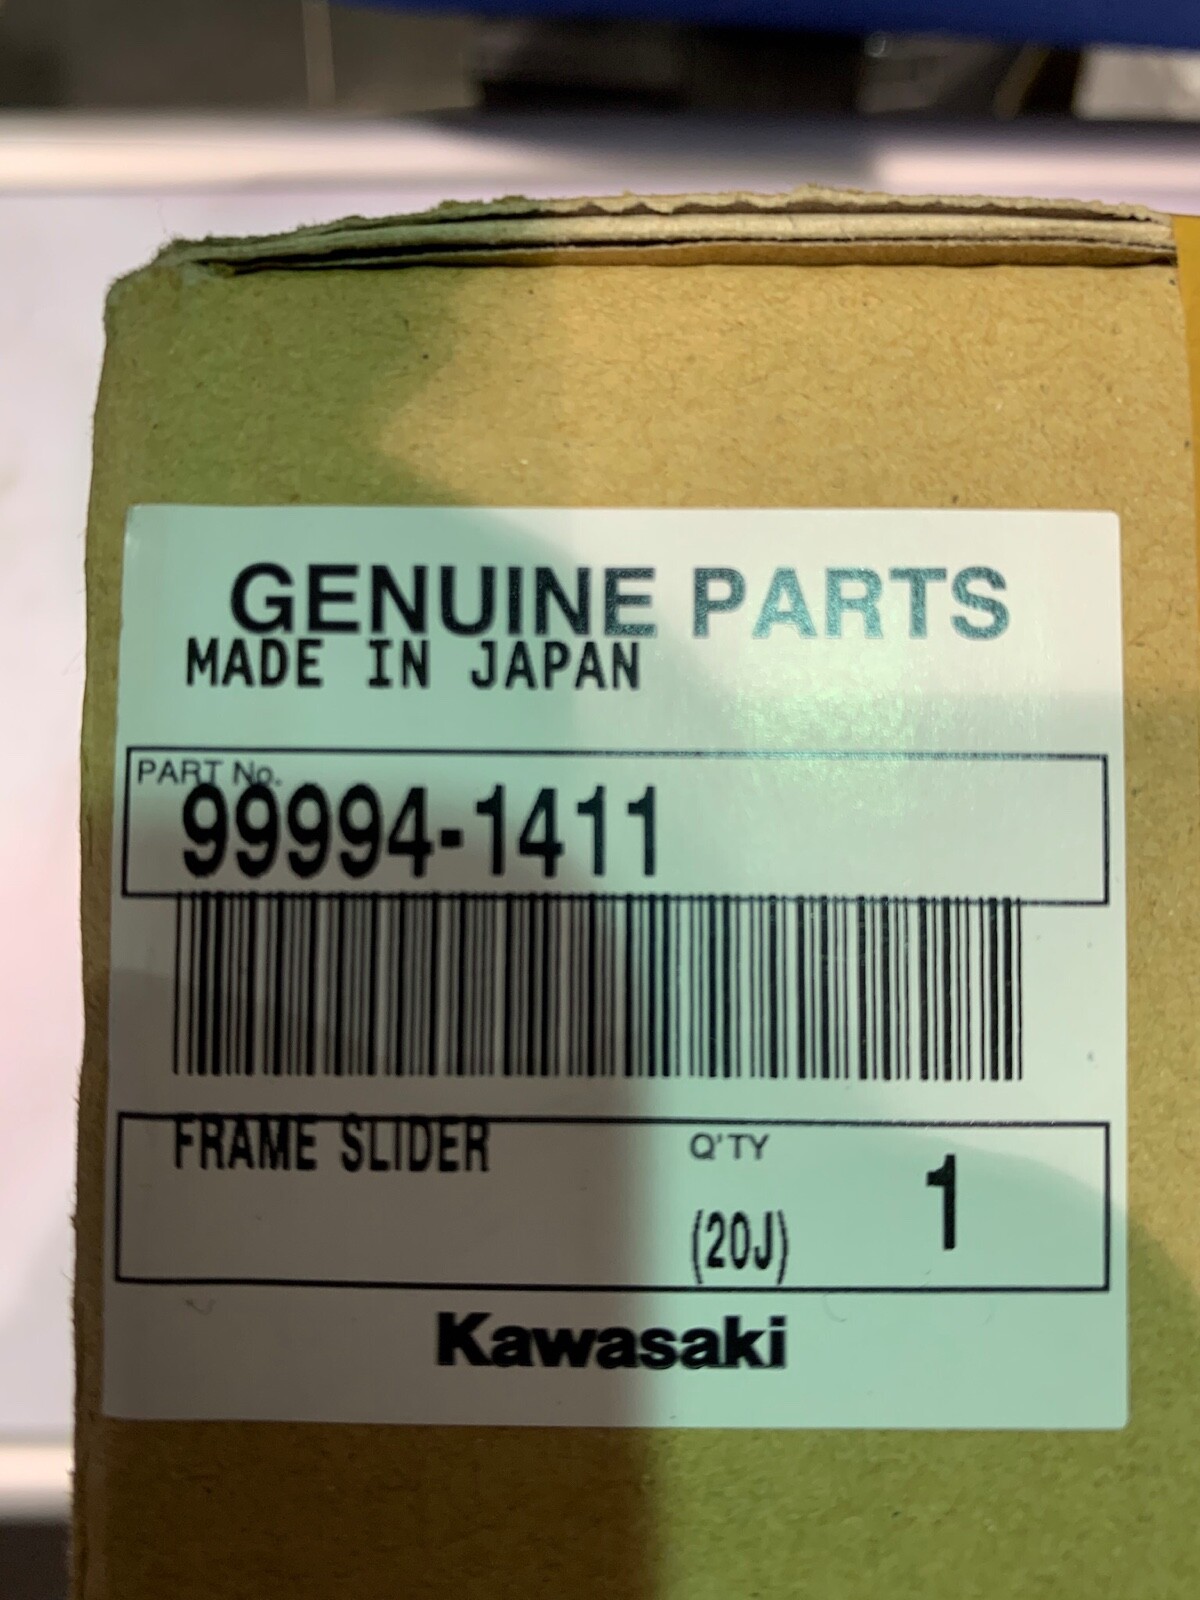 GENUINE PARTS
MADE IN JAPAN
PART No.
99994-1411
FRAME SLIDER
Q'TY
1
(20J)
Kawasaki